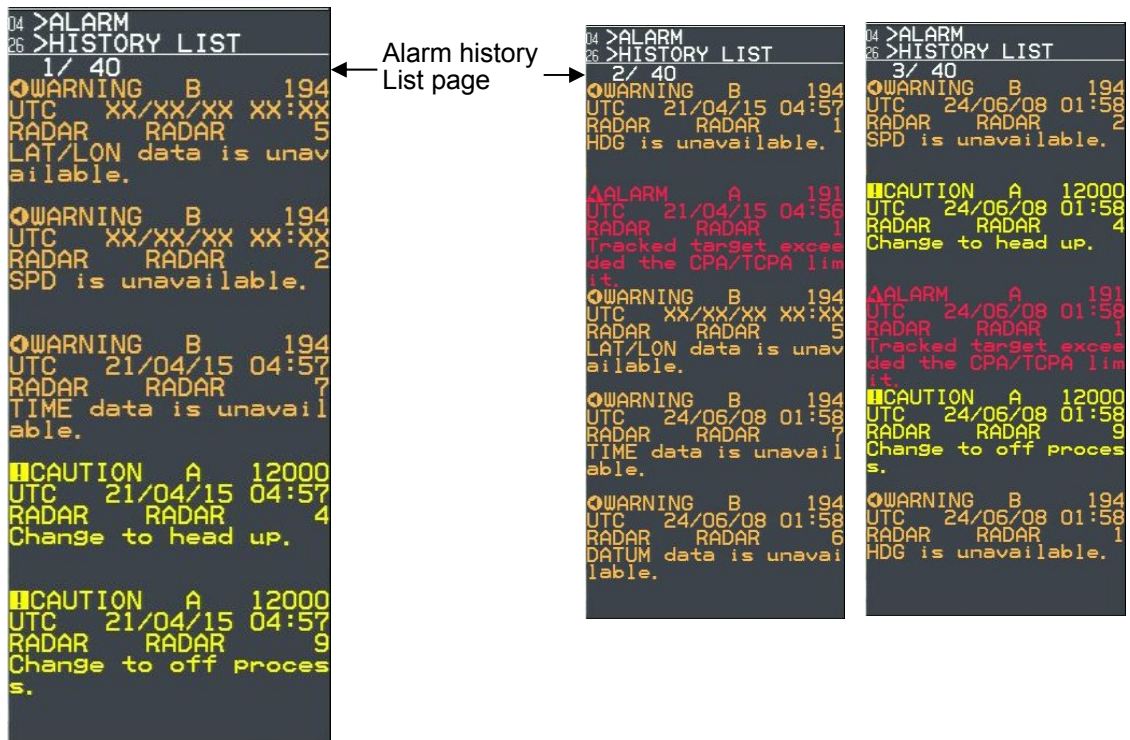 04 >ALARM
26 >HISTORY LIST
1/ 40
WARNING B 194
UTC XX/XX/XX XX:XX
RADAR RADAR 5
LAT/LON data is unav
ailable.
WARNING B 194
UTC XX/XX/XX XX:XX
RADAR RADAR 2
SPD is unavailable.
WARNING B 194
UTC 21/04/15 04:57
RADAR RADAR 7
TIME data is unavail
able.
CAUTION A 12000
UTC 21/04/15 04:57
RADAR RADAR 4
Change to head up.
CAUTION A 12000
UTC 21/04/15 04:57
RADAR RADAR 9
Change to off proces
s.
Alarm history
List page
04 >ALARM
26 >HISTORY LIST
2/ 40
WARNING B 194
UTC 21/04/15 04:57
RADAR RADAR 1
HDG is unavailable.
ALARM A 191
UTC 21/04/15 04:56
RADAR RADAR 1
Tracked target excee
ded the CPA/TCPA lim
it.
WARNING B 194
UTC XX/XX/XX XX:XX
RADAR RADAR 5
LAT/LON data is unav
ailable.
WARNING B 194
UTC 24/06/08 01:58
RADAR RADAR 7
TIME data is unavail
able.
WARNING B 194
UTC 24/06/08 01:58
RADAR RADAR 6
DATUM data is unavai
lable.
04 >ALARM
26 >HISTORY LIST
3/ 40
WARNING B 194
UTC 24/06/08 01:58
RADAR RADAR 2
SPD is unavailable.
CAUTION A 12000
UTC 24/06/08 01:58
RADAR RADAR 4
Change to head up.
ALARM A 191
UTC 24/06/08 01:58
RADAR RADAR 1
Tracked target excee
ded the CPA/TCPA lim
it.
CAUTION A 12000
UTC 24/06/08 01:58
RADAR RADAR 9
Change to off proces
s.
WARNING B 194
UTC 24/06/08 01:58
RADAR RADAR 1
HDG is unavailable.